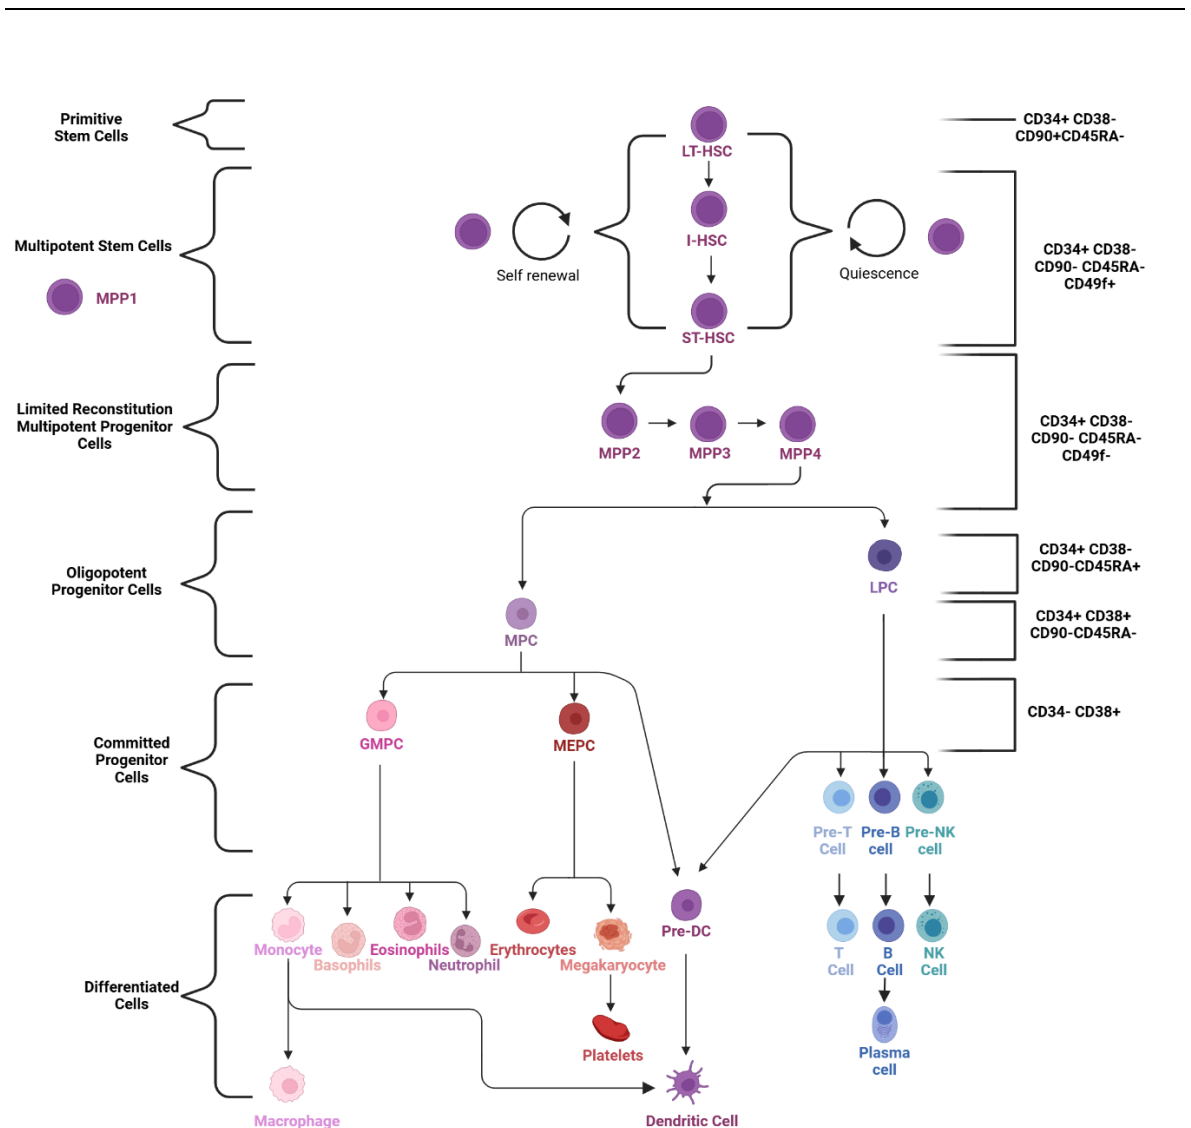 Primitive
Stem Cells
LT-HSC
CD34+ CD38-
CD90+CD45RA-
Multipotent Stem Cells
MPP1
Self renewal
I-HSC
Quiescence
ST-HSC
CD34+ CD38-
CD90- CD45RA-
CD49f+
Limited Reconstitution
Multipotent Progenitor
Cells
MPP2
MPP3
MPP4
CD34+ CD38-
CD90- CD45RA-
CD49f-
Oligopotent
Progenitor Cells
MPC
LPC
CD34+ CD38-
CD90-CD45RA+
CD34+ CD38+
CD90-CD45RA-
Committed
Progenitor
Cells
GMPC
MEPC
CD34- CD38+
Pre-T
Cell
Pre-B
cell
Pre-NK
cell
Differentiated
Cells
Monocyte
Basophils
Eosinophils
Neutrophil
Erythrocytes
Megakaryocyte
Pre-DC
T
Cell
B
Cell
NK
Cell
Platelets
Plasma
cell
Macrophage
Dendritic Cell